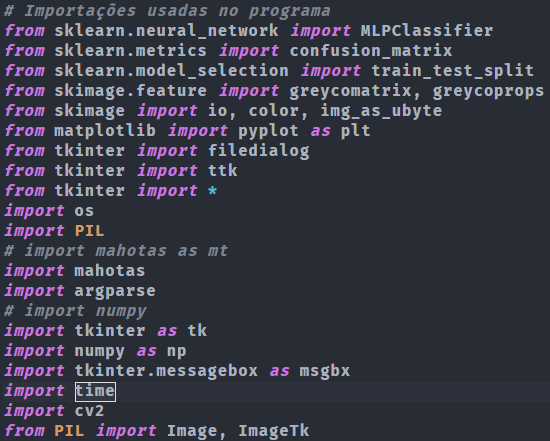 # Importações usadas no programa
from sklearn.neural_network import MLPClassifier
from sklearn.metrics import confusion_matrix
from sklearn.model_selection import train_test_split
from skimage.feature import greycomatrix, greycoprops
from skimage import io, color, img_as_ubyte
from matplotlib import pyplot as plt
from tkinter import filedialog
from tkinter import ttk
from tkinter import *
import os
import PIL
# import mahotas as mt
import mahotas
import argparse
# import numpy
import tkinter as tk
import numpy as np
import tkinter.messagebox as msgbx
import time
import cv2
from PIL import Image, ImageTk